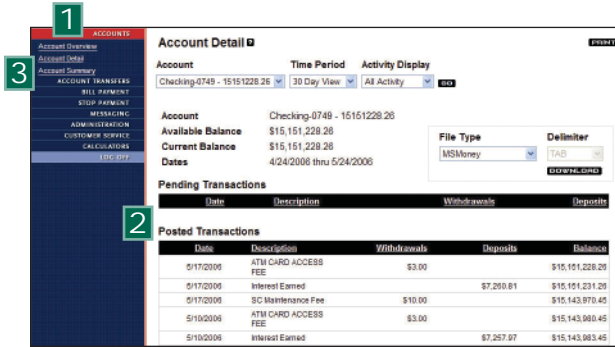 1
ACCOUNTS
Account Overview
Account Detail
3
Account Summary
ACCOUNT TRANSFERS
BILL PAYMENT
STOP PAYMENT
MESSAGING
ADMINISTRATION
CUSTOMER SERVICE
CALCULATORS
LOG OFF
Account Detail
PRINT
Account Time Period Activity Display
Checking-0749 - 15151228.26 30 Day View All Activity GO
Account Checking-0749 - 15151228.26
Available Balance $15,151,228.26
Current Balance $15,151,228.26
Dates 4/24/2006 thru 5/24/2006
File Type Delimiter
MSMoney TAB
DOWNLOAD
Pending Transactions
Date Description Withdrawals Deposits
2
Posted Transactions
Date Description Withdrawals Deposits Balance
5/17/2006 ATM CARD ACCESS FEE $3.00 $15,151,228.26
5/17/2006 Interest Earned $7,260.81 $15,151,231.26
5/17/2006 SC Maintenance Fee $10.00 $15,143,970.45
5/10/2006 ATM CARD ACCESS FEE $3.00 $15,143,980.45
5/10/2006 Interest Earned $7,257.97 $15,143,983.45